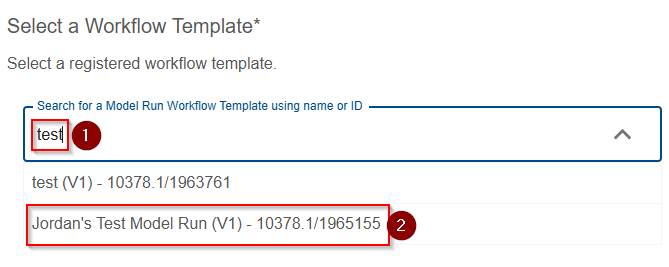 Select a Workflow Template*
Select a registered workflow template.
Search for a Model Run Workflow Template using name or ID
test 1
test (V1) - 10378.1/1963761
Jordan's Test Model Run (V1) - 10378.1/1965155 2